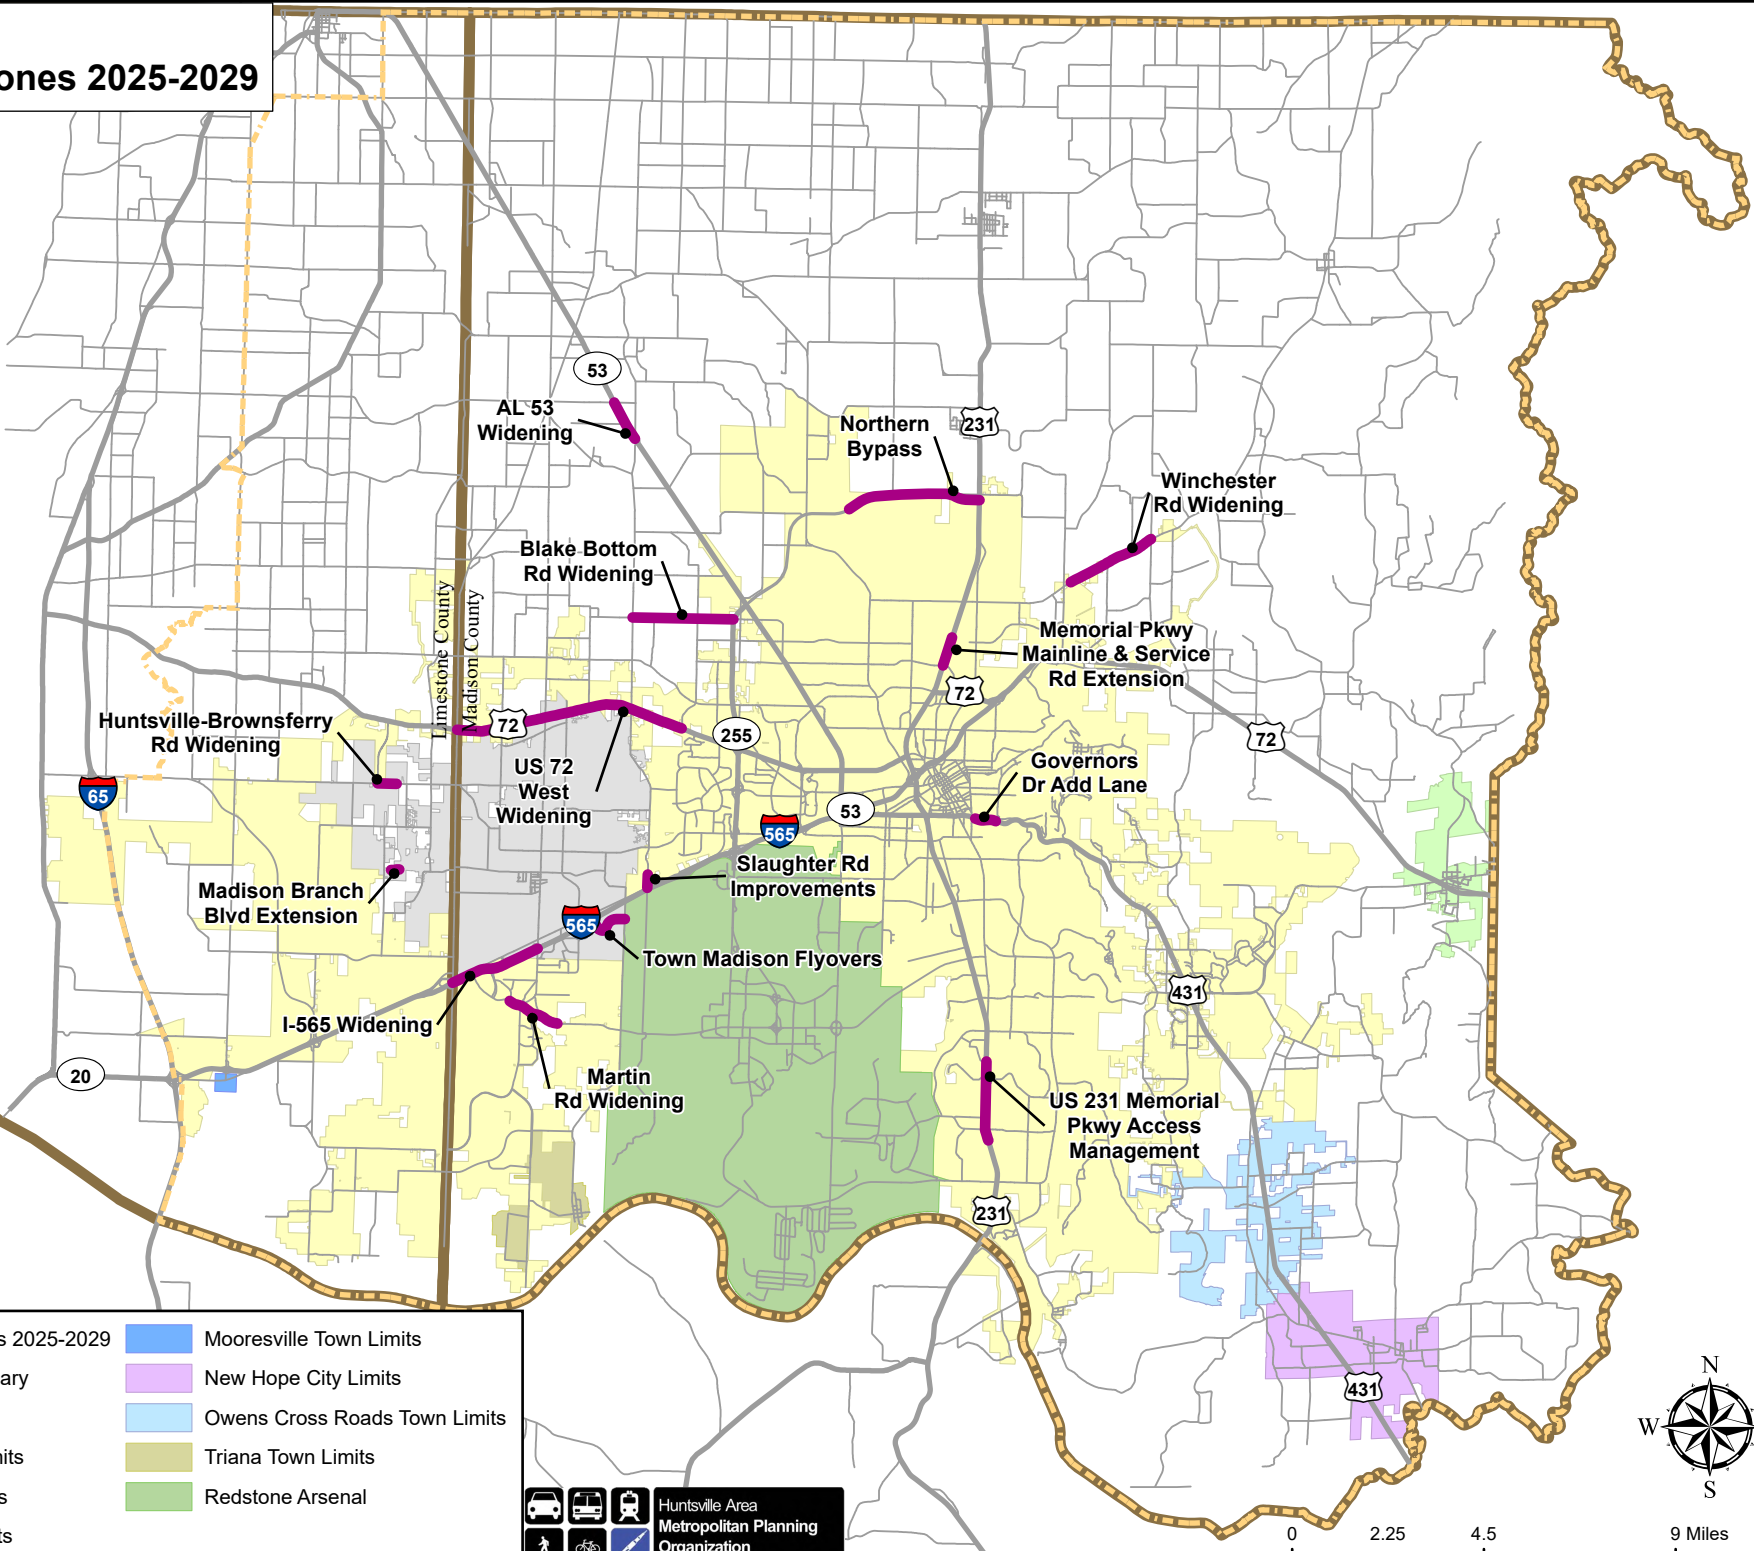 ones 2025-2029
53
AL 53
Widening
Northern
Bypass
231
Winchester
Rd Widening
Blake Bottom
Rd Widening
Limestone County
Madison County
Memorial Pkwy
Mainline & Service
Rd Extension
72
Huntsville-Brownsferry
Rd Widening
72
255
72
US 72
West
Widening
Governors
Dr Add Lane
65
53
565
Slaughter Rd
Improvements
Madison Branch
Blvd Extension
565
Town Madison Flyovers
431
I-565 Widening
20
Martin
Rd Widening
US 231 Memorial
Pkwy Access
Management
231
s 2025-2029
Mooresville Town Limits
ary
New Hope City Limits
Owens Cross Roads Town Limits
nits
Triana Town Limits
s
Redstone Arsenal
ts
431
N
W
S
Huntsville Area
Metropolitan Planning
Organization
0 2.25 4.5 9 Miles